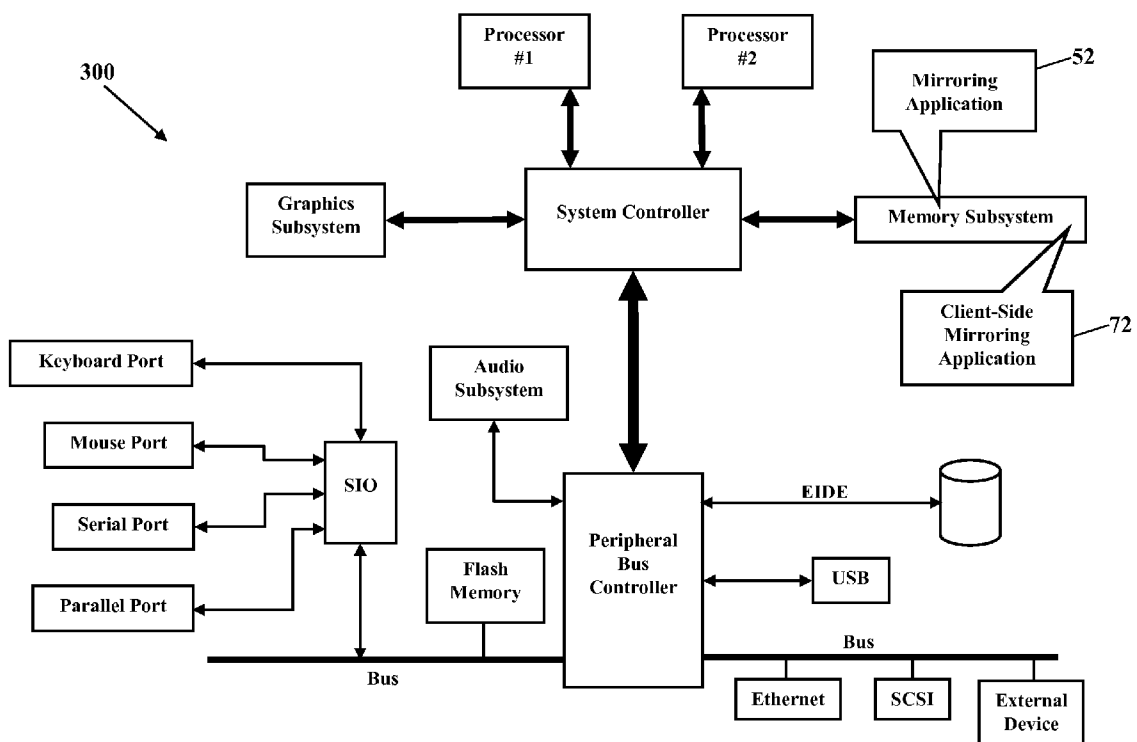 Processor
#1
Processor
#2
52
300
Mirroring
Application
Graphics
Subsystem
System Controller
Memory Subsystem
Client-Side
Mirroring
Application
72
Keyboard Port
Audio
Subsystem
Mouse Port
SIO
EIDE
Serial Port
Peripheral
Bus
Controller
Flash
Memory
USB
Parallel Port
Bus
Bus
Ethernet
SCSI
External
Device